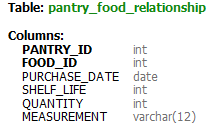 Table: pantry_food_relationship
Columns:
PANTRY_ID int
FOOD_ID int
PURCHASE_DATE date
SHELF_LIFE int
QUANTITY int
MEASUREMENT varchar(12)